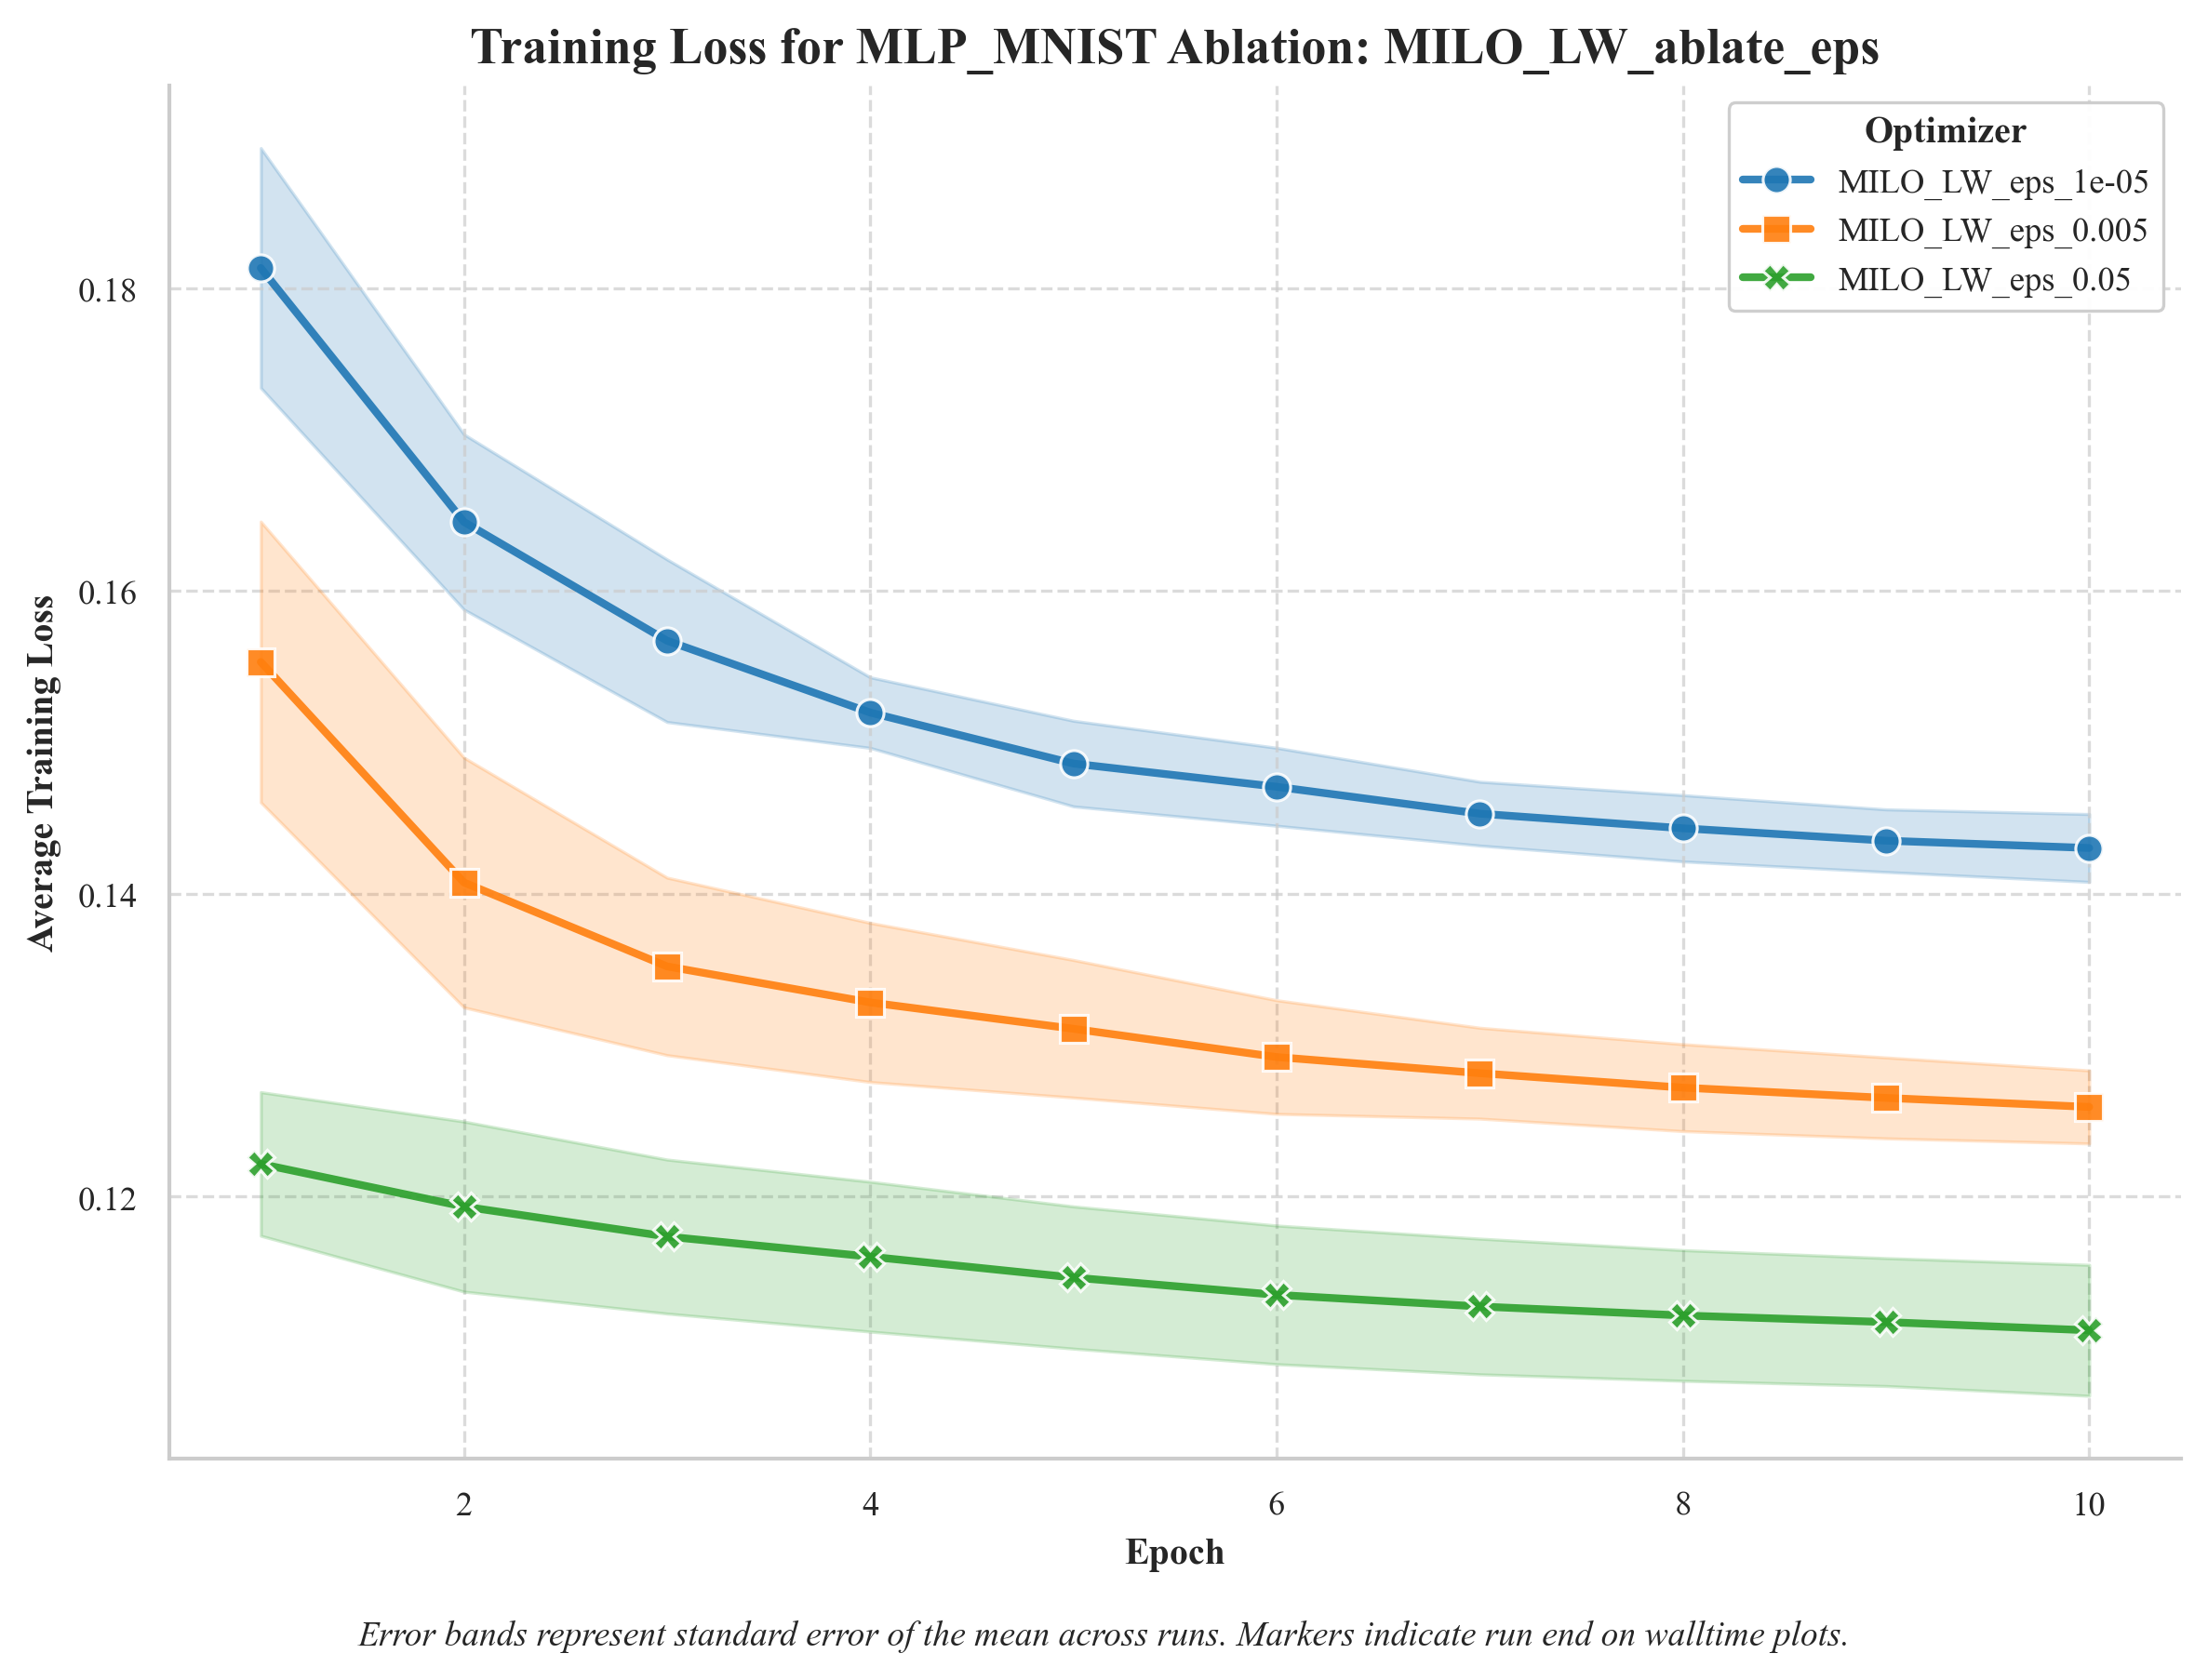 Training Loss for MLP_MNIST Ablation: MILO_LW_ablate_eps
Optimizer
MILO_LW_eps_1e-05
MILO_LW_eps_0.005
MILO_LW_eps_0.05
Average Training Loss
0.18
0.16
0.14
0.12
2 4 6 8 10
Epoch
Error bands represent standard error of the mean across runs. Markers indicate run end on walltime plots.